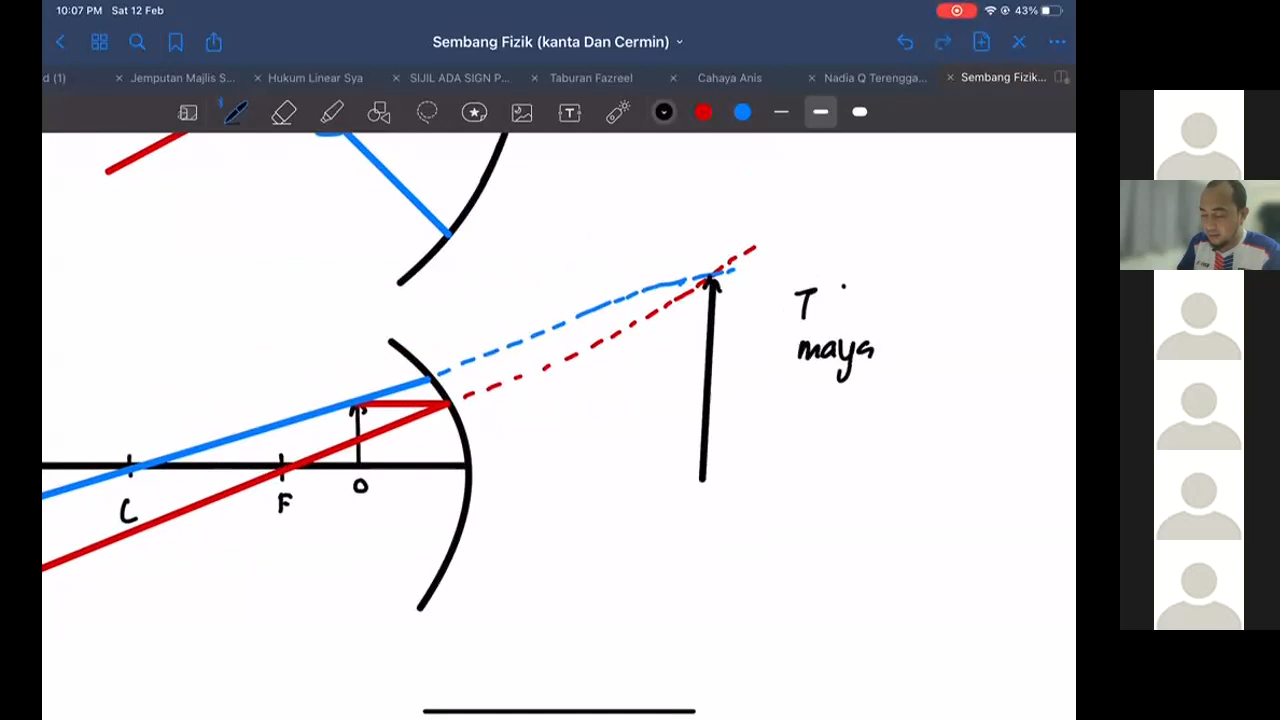 10:07 PM Sat 12 Feb
43%
Sembang Fizik (kanta Dan Cermin)
d (1)
Jemputan Majlis S...
Hukum Linear Sya
SIJIL ADA SIGN P...
Taburan Fazreel
Cahaya Anis
Nadia Q Terengga...
Sembang Fizik...
T
maya
C
F
O